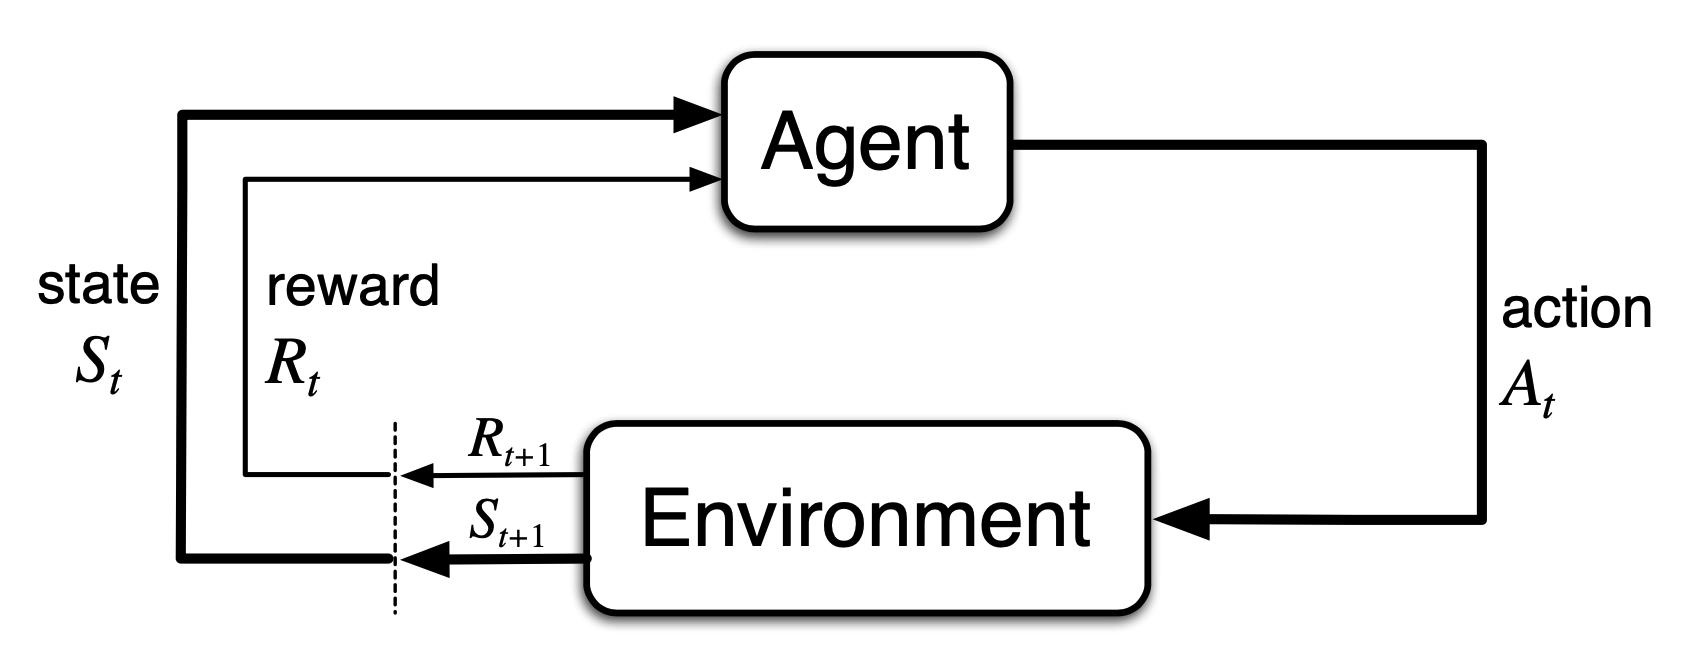 Agent
state
S_t
reward
R_t
action
A_t
R_{t+1}
S_{t+1}
Environment